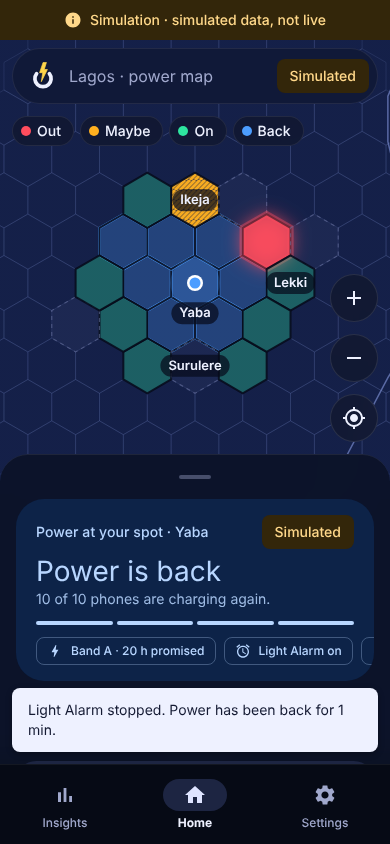 Simulation · simulated data, not live
Lagos · power map
Simulated
Out
Maybe
On
Back
Ikeja
Lekki
Yaba
Surulere
Power at your spot · Yaba
Simulated
Power is back
10 of 10 phones are charging again.
Band A · 20 h promised
Light Alarm on
Light Alarm stopped. Power has been back for 1
min.
Insights
Home
Settings